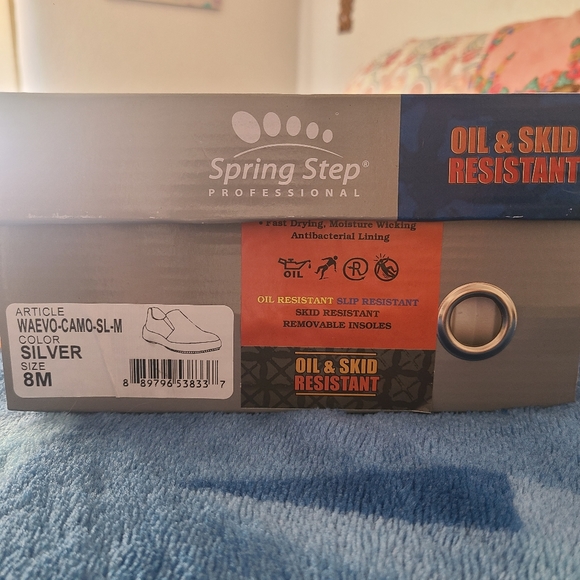 Spring Step®
PROFESSIONAL
OIL & SKID
RESISTANT
• Fast Drying, Moisture Wicking
Antibacterial Lining
OIL
R
OIL RESISTANT SLIP RESISTANT
SKID RESISTANT
REMOVABLE INSOLES
OIL & SKID
RESISTANT
ARTICLE
WAEVO-CAMO-SL-M
COLOR
SILVER
SIZE
8M
8 89796 53833 7